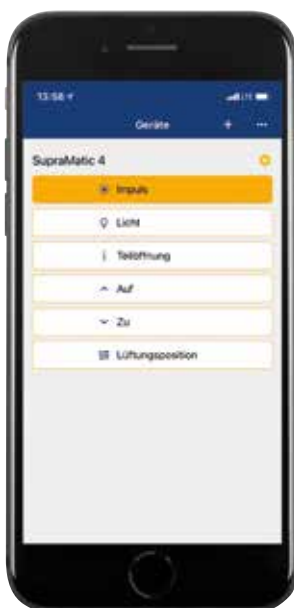 13:58
Geräte + ...
SupraMatic 4
Impuls
Licht
Teilöffnung
Auf
Zu
Lüftungsposition